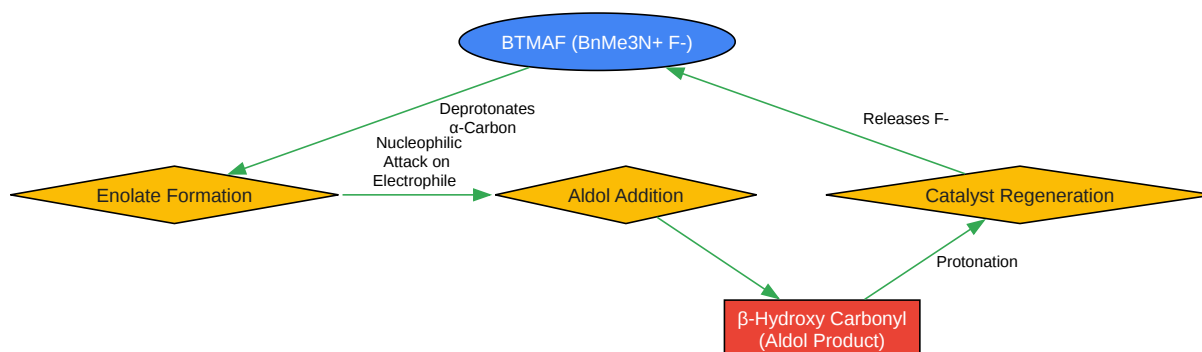 BTMAF (BnMe3N+ F-)
Deprotonates
α-Carbon
Releases F-
Nucleophilic
Attack on
Electrophile
Enolate Formation
Aldol Addition
Catalyst Regeneration
Protonation
β-Hydroxy Carbonyl
(Aldol Product)